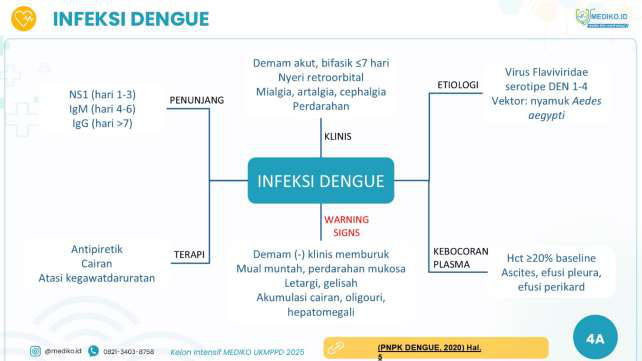 INFEKSI DENGUE
MEDIKO.ID
Demam akut, bifasik ≤7 hari
Nyeri retroorbital
Mialgia, artalgia, cephalgia
Perdarahan
NS1 (hari 1-3)
IgM (hari 4-6)
IgG (hari >7)
PENUNJANG
KLINIS
ETIOLOGI
Virus Flaviviridae
serotipe DEN 1-4
Vektor: nyamuk Aedes
aegypti
INFEKSI DENGUE
WARNING
SIGNS
Antipiretik
Cairan
Atasi kegawatdaruratan
TERAPI
Demam (-) klinis memburuk
Mual muntah, perdarahan mukosa
Letargi, gelisah
Akumulasi cairan, oligouri,
hepatomegali
KEBOCORAN
PLASMA
Hct ≥20% baseline
Ascites, efusi pleura,
efusi perikard
@mediko.id
0821-3403-8758
Kelon Intensif MEDIKO UKMPPD 2025
(PNPK DENGUE, 2020) Hal.
5
4A